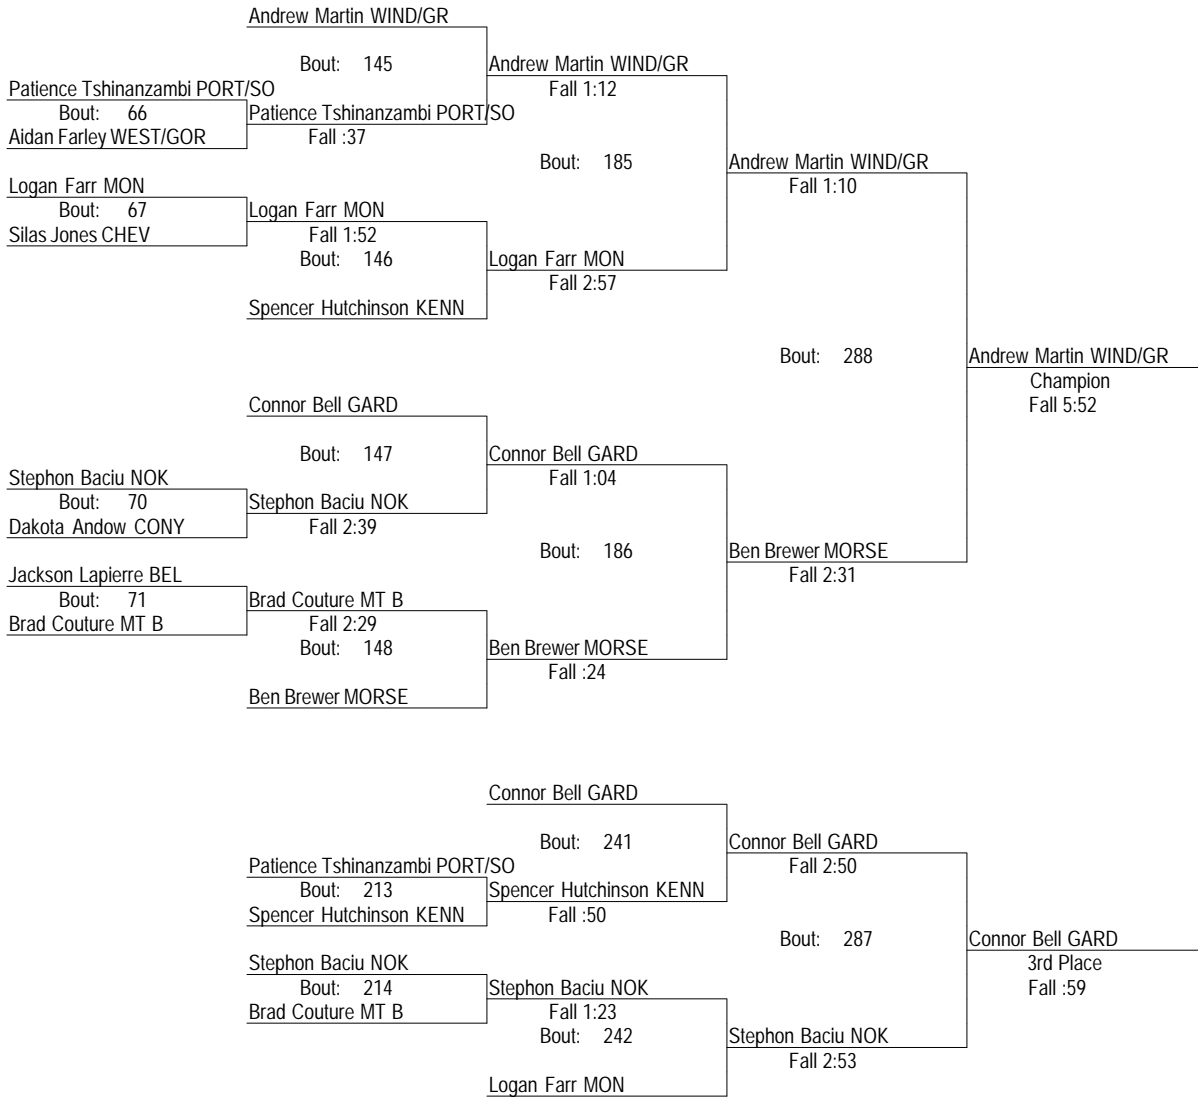 Andrew Martin WIND/GR
Bout: 145
Andrew Martin WIND/GR
Fall 1:12
Patience Tshinanzambi PORT/SO
Bout: 66
Patience Tshinanzambi PORT/SO
Aidan Farley WEST/GOR
Fall :37
Bout: 185
Andrew Martin WIND/GR
Fall 1:10
Logan Farr MON
Bout: 67
Logan Farr MON
Silas Jones CHEV
Fall 1:52
Bout: 146
Logan Farr MON
Fall 2:57
Spencer Hutchinson KENN
Bout: 288
Andrew Martin WIND/GR
Champion
Fall 5:52
Connor Bell GARD
Bout: 147
Connor Bell GARD
Fall 1:04
Stephon Baciu NOK
Bout: 70
Stephon Baciu NOK
Dakota Andow CONY
Fall 2:39
Bout: 186
Ben Brewer MORSE
Fall 2:31
Jackson Lapierre BEL
Bout: 71
Brad Couture MT B
Brad Couture MT B
Fall 2:29
Bout: 148
Ben Brewer MORSE
Fall :24
Ben Brewer MORSE
Connor Bell GARD
Bout: 241
Connor Bell GARD
Fall 2:50
Patience Tshinanzambi PORT/SO
Bout: 213
Spencer Hutchinson KENN
Spencer Hutchinson KENN
Fall :50
Bout: 287
Connor Bell GARD
3rd Place
Fall :59
Stephon Baciu NOK
Bout: 214
Stephon Baciu NOK
Brad Couture MT B
Fall 1:23
Bout: 242
Stephon Baciu NOK
Fall 2:53
Logan Farr MON